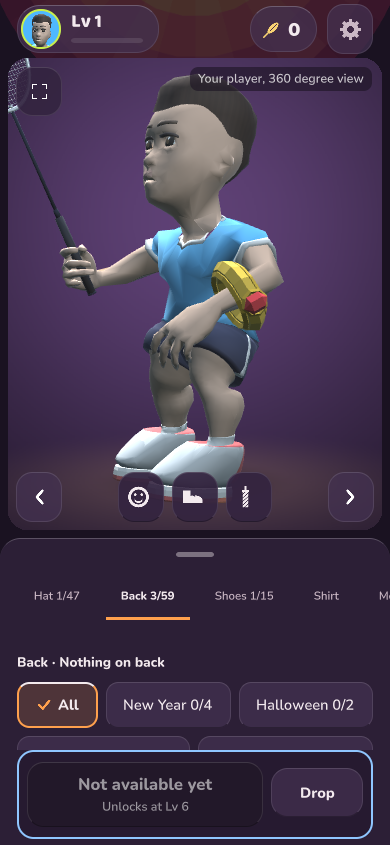 Lv 1
0
Your player, 360 degree view
Hat 1/47
Back 3/59
Shoes 1/15
Shirt
Back · Nothing on back
All
New Year 0/4
Halloween 0/2
Not available yet
Unlocks at Lv 6
Drop